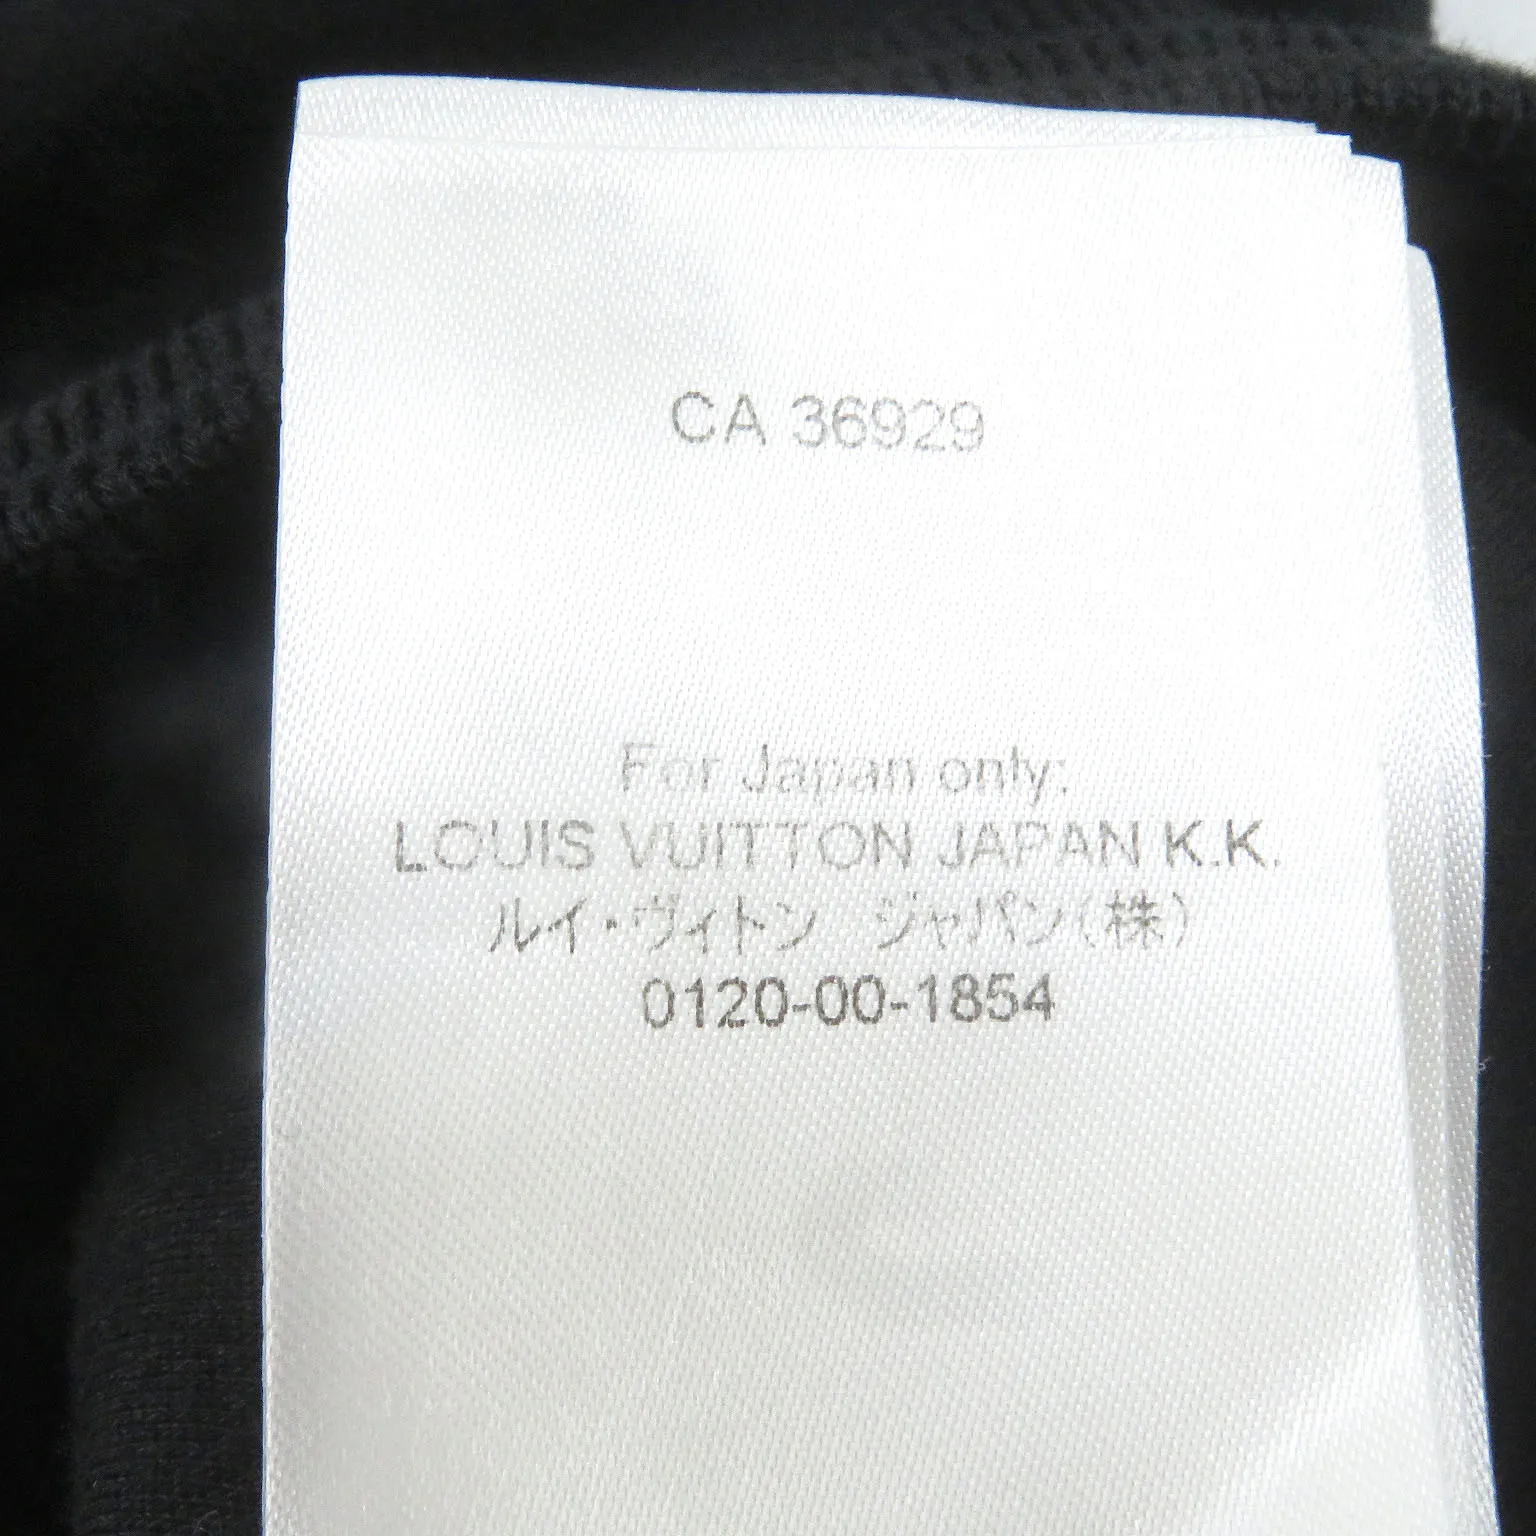 CA 36929
For Japan only:
LOUIS VUITTON JAPAN K.K.
ルイ・ヴィトン　ジャパン(株)
0120-00-1854